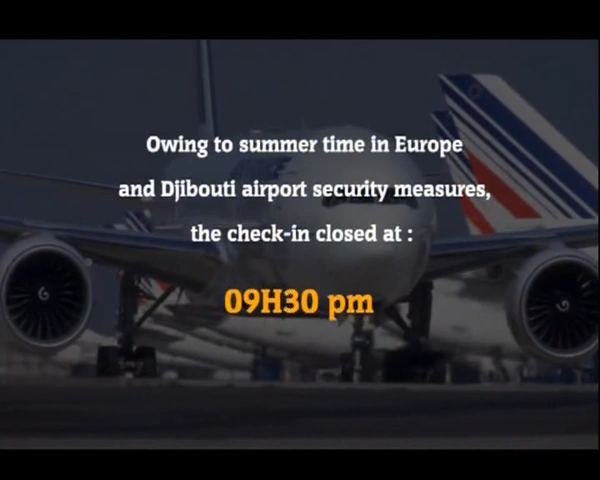 Owing to summer time in Europe
and Djibouti airport security measures,
the check-in closed at :
09H30 pm